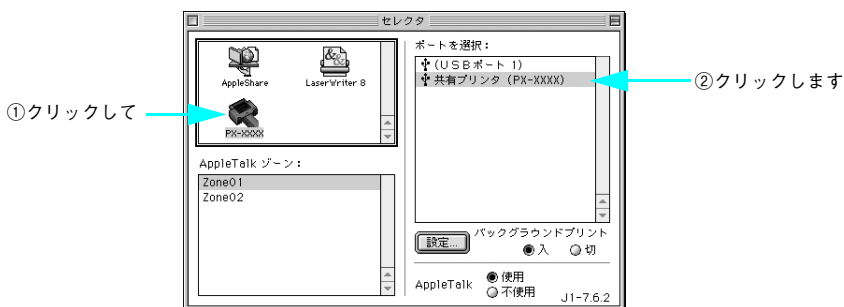 セレクタ
AppleShare
LaserWriter 8
PX-XXXX
①クリックして
AppleTalk ゾーン：
Zone01
Zone02
ポートを選択：
(USBポート 1)
共有プリンタ (PX-XXXX)
②クリックします
設定...
バックグラウンドプリント
入 切
AppleTalk
使用
不使用
J1-7.6.2